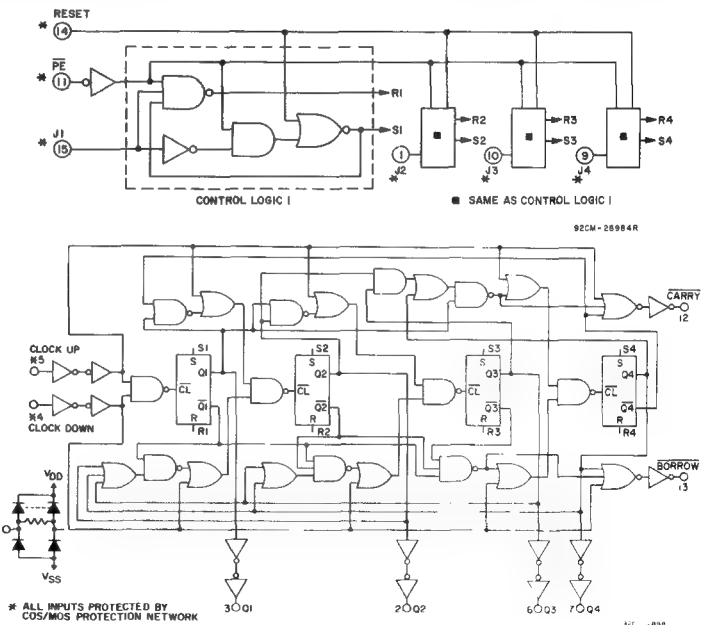 * RESET
14
* PE
11
* J1
15
R1
S1
CONTROL LOGIC 1
1
* J2
R2
S2
10
* J3
R3
S3
9
* J4
R4
S4
■ SAME AS CONTROL LOGIC 1
92CM-26984R
CLOCK UP
*5
*4
CLOCK DOWN
S1
S Q1
CL
Q1
R
R1
S2
S Q2
CL
Q2
R
R2
S3
S Q3
CL
Q3
R
R3
S4
S Q4
CL
Q4
R
R4
CARRY
12
BORROW
13
VDD
VSS
* ALL INPUTS PROTECTED BY
COS/MOS PROTECTION NETWORK
3 Q1
2 Q2
6 Q3
7 Q4